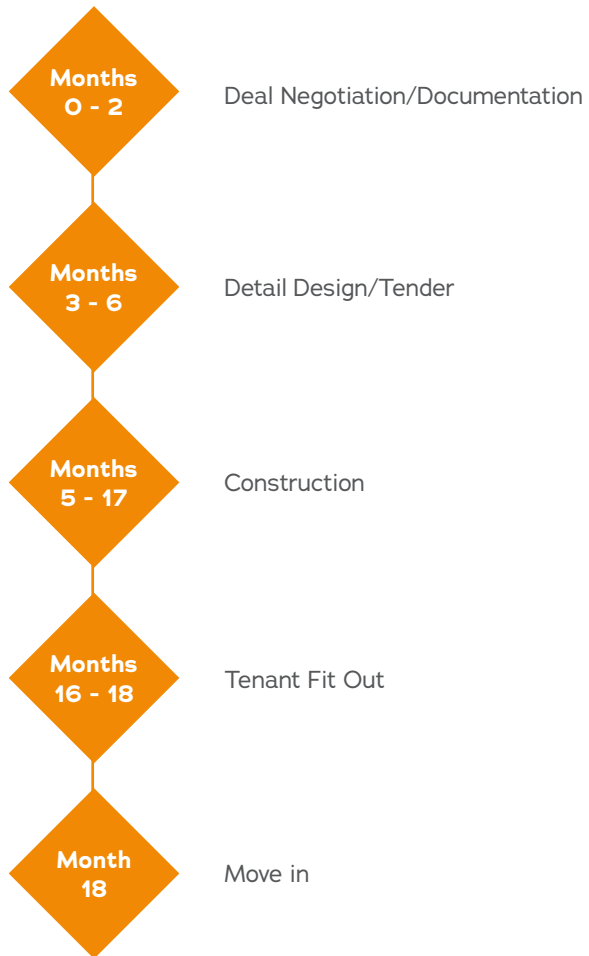 Months
0 - 2
Deal Negotiation/Documentation
Months
3 - 6
Detail Design/Tender
Months
5 - 17
Construction
Months
16 - 18
Tenant Fit Out
Month
18
Move in